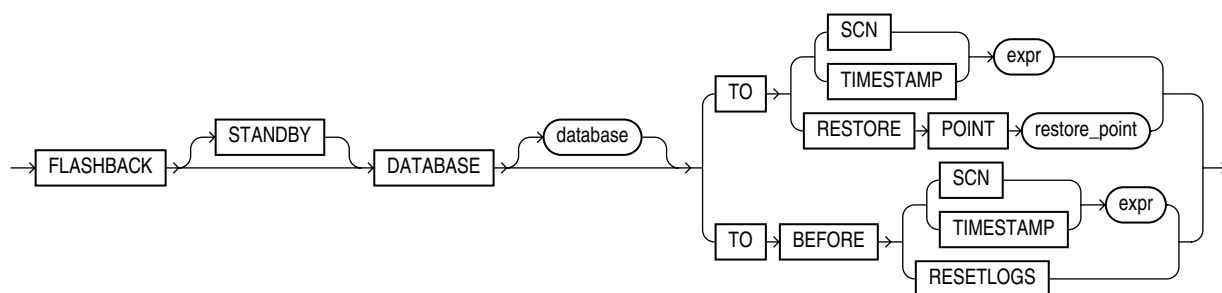 SCN
expr
TO
TIMESTAMP
STANDBY
database
RESTORE POINT restore_point
FLASHBACK
DATABASE
SCN
expr
TO BEFORE
TIMESTAMP
RESETLOGS